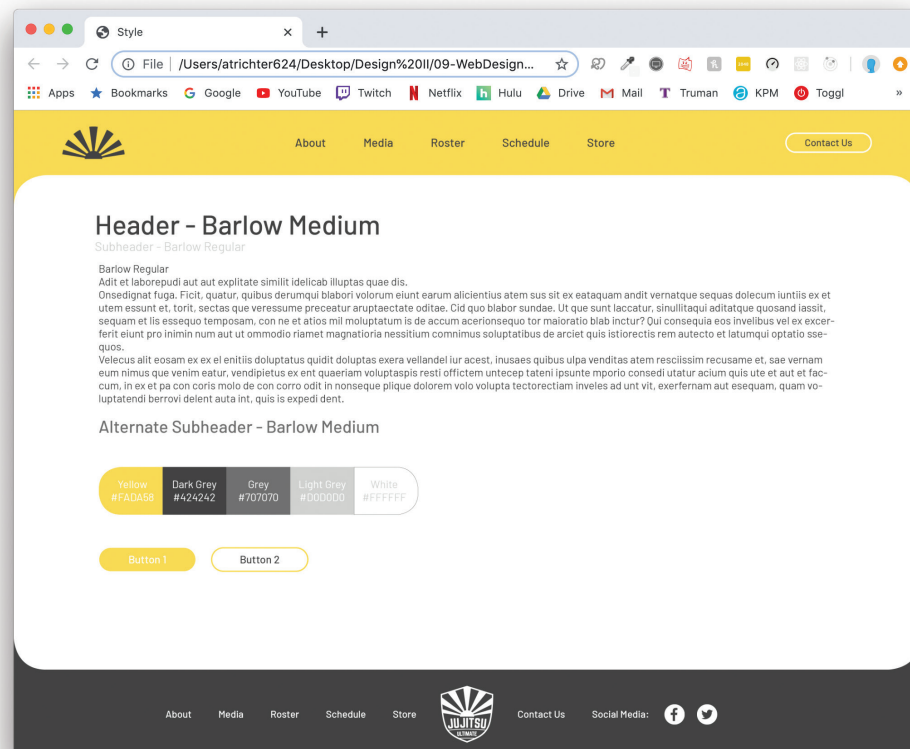 Style
File | /Users/atrichter624/Desktop/Design%20II/09-WebDesign...
Apps Bookmarks Google YouTube Twitch Netflix Hulu Drive Mail Truman KPM Toggl »
About Media Roster Schedule Store Contact Us
Header - Barlow Medium
Subheader - Barlow Regular
Barlow Regular
Adit et laborepudi aut aut explitate similit idelicab illuptas quae dis.
Onsedignat fuga. Ficit, quatur, quibus derumqui blabori volorum eiunt earum alicientius atem sus sit ex eataquam andit vernatque sequas dolecum iuntiis ex et
utem essunt et, torit, sectas que veressume preceatur aruptaectate oditae. Cid quo blabor sundae. Ut que sunt laccatur, sinullitaqui aditatque quosand iassit,
sequam et lis essequo temposam, con ne et atios mil moluptatum is de accum acerionsequo tor maioratio blab inctur? Qui consequia eos invelibus vel ex excer-
ferit eiunt pro inimin num aut ut ommodio riamet magnatioria nessitium comnimus soluptatibus de arciet quis istiorectis rem autecto et latumqui optatio sse-
quos.
Velecus alit eosam ex ex el enitiis doluptatus quidit doluptas exera vellandel iur acest, inusaes quibus ulpa venditas atem resciissim recusame et, sae vernam
eum nimus que venim eatur, vendipietus ex ent quaeriam voluptaspis resti offictem untecep tateni ipsunte mporio consedi utatur acium quis ute et aut et fac-
cum, in ex et pa con coris molo de con corro odit in nonseque plique dolorem volo volupta tectorectiam inveles ad unt vit, exerfernam aut esequam, quam vo-
luptatendi berrovi delent auta int, quis is expedi dent.
Alternate Subheader - Barlow Medium
Yellow Dark Grey Grey Light Grey White
#FADA58 #424242 #707070 #D0D0D0 #FFFFFF
Button 1 Button 2
About Media Roster Schedule Store JUJITSU Contact Us Social Media:
ULTIMATE